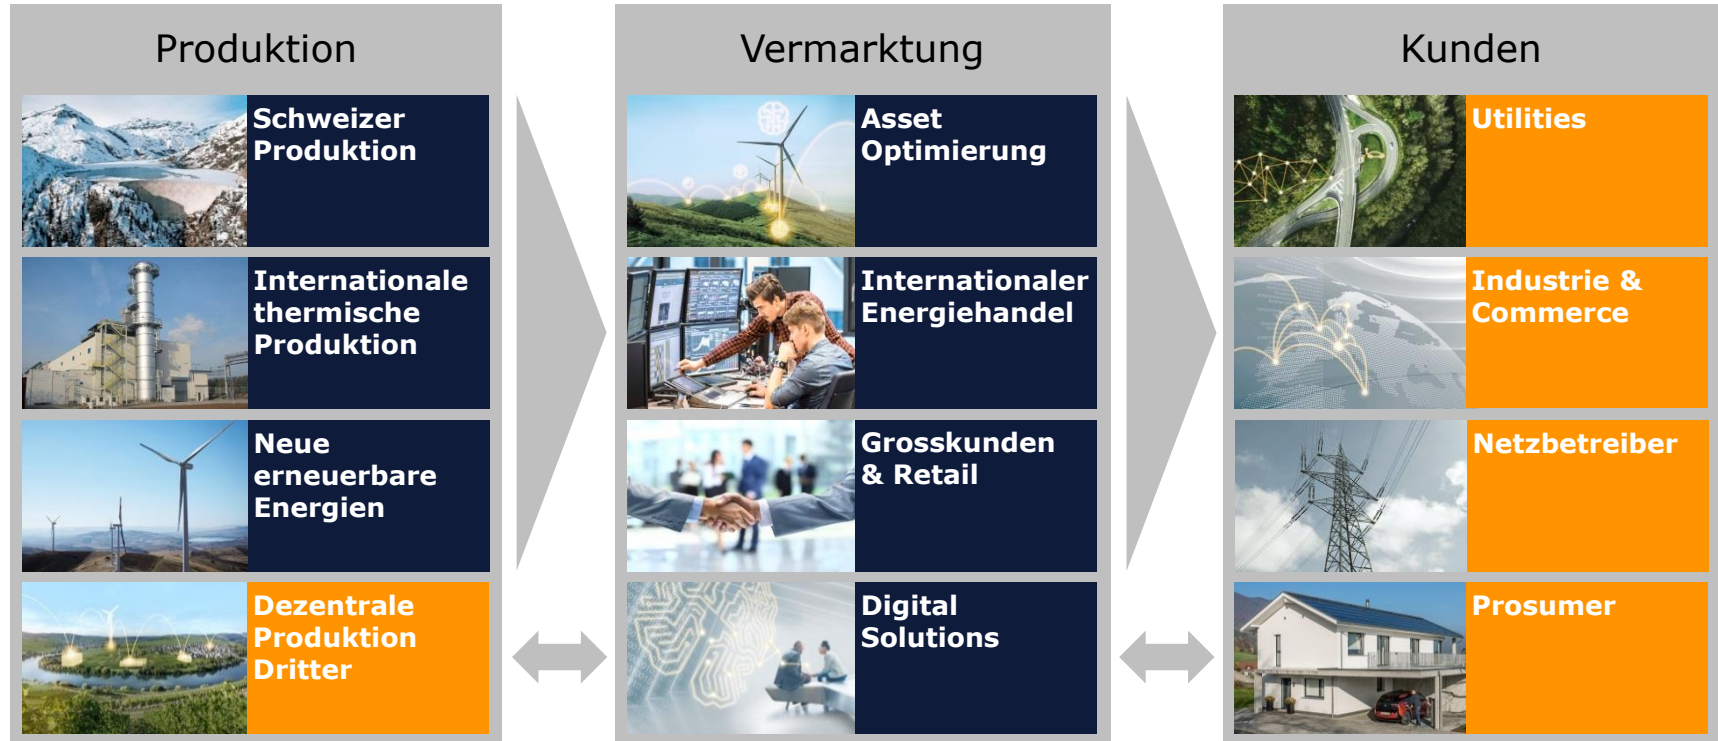 Produktion
Schweizer
Produktion
Internationale
thermische
Produktion
Neue
erneuerbare
Energien
Dezentrale
Produktion
Dritter
Vermarktung
Asset
Optimierung
Internationaler
Energiehandel
Grosskunden
& Retail
Digital
Solutions
Kunden
Utilities
Industrie &
Commerce
Netzbetreiber
Prosumer